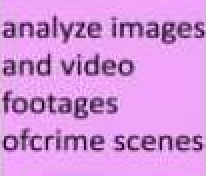 analyze images
and video
footages
ofcrime scenes